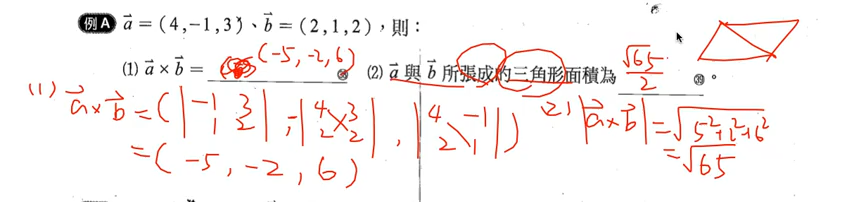 例A a⃗ = (4, -1, 3)、b⃗ = (2, 1, 2),則:
(1) a⃗ × b⃗ = (-5, -2, 6) (2) a⃗ 與 b⃗ 所張成的三角形面積為 √65/2 。
(1) a⃗×b⃗ = ( |-1 3; 1 2| , -|4 3; 2 2| , |4 -1; 2 1| )
= (-5, -2, 6)
(2) |a⃗×b⃗| = √(5²+2²+6²)
= √65